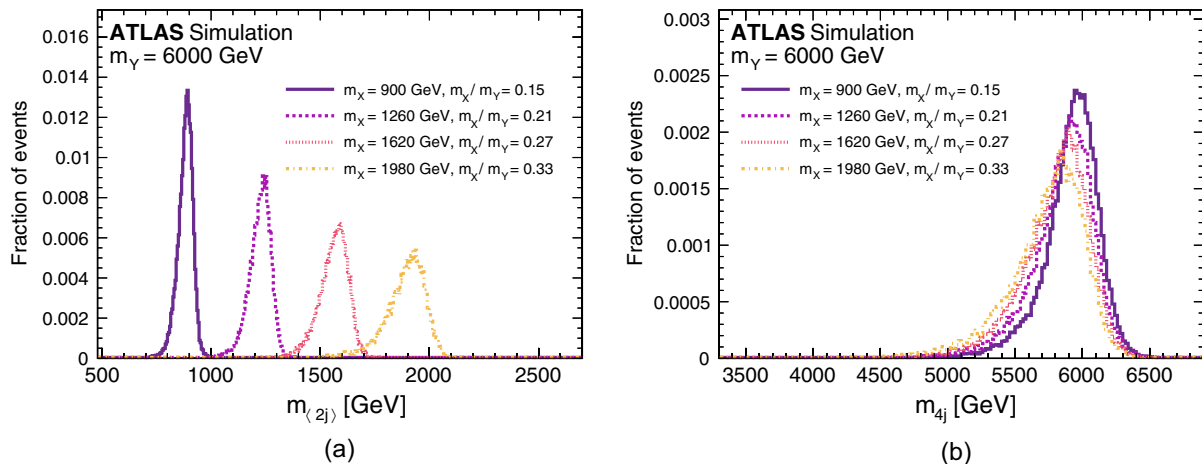 ATLAS Simulation
m_Y = 6000 GeV
m_X = 900 GeV, m_X / m_Y = 0.15
m_X = 1260 GeV, m_X / m_Y = 0.21
m_X = 1620 GeV, m_X / m_Y = 0.27
m_X = 1980 GeV, m_X / m_Y = 0.33
Fraction of events
0.016
0.014
0.012
0.01
0.008
0.006
0.004
0.002
0
500 1000 1500 2000 2500
m⟨2j⟩ [GeV]
(a)
ATLAS Simulation
m_Y = 6000 GeV
m_X = 900 GeV, m_X / m_Y = 0.15
m_X = 1260 GeV, m_X / m_Y = 0.21
m_X = 1620 GeV, m_X / m_Y = 0.27
m_X = 1980 GeV, m_X / m_Y = 0.33
Fraction of events
0.003
0.0025
0.002
0.0015
0.001
0.0005
0
3500 4000 4500 5000 5500 6000 6500
m_4j [GeV]
(b)